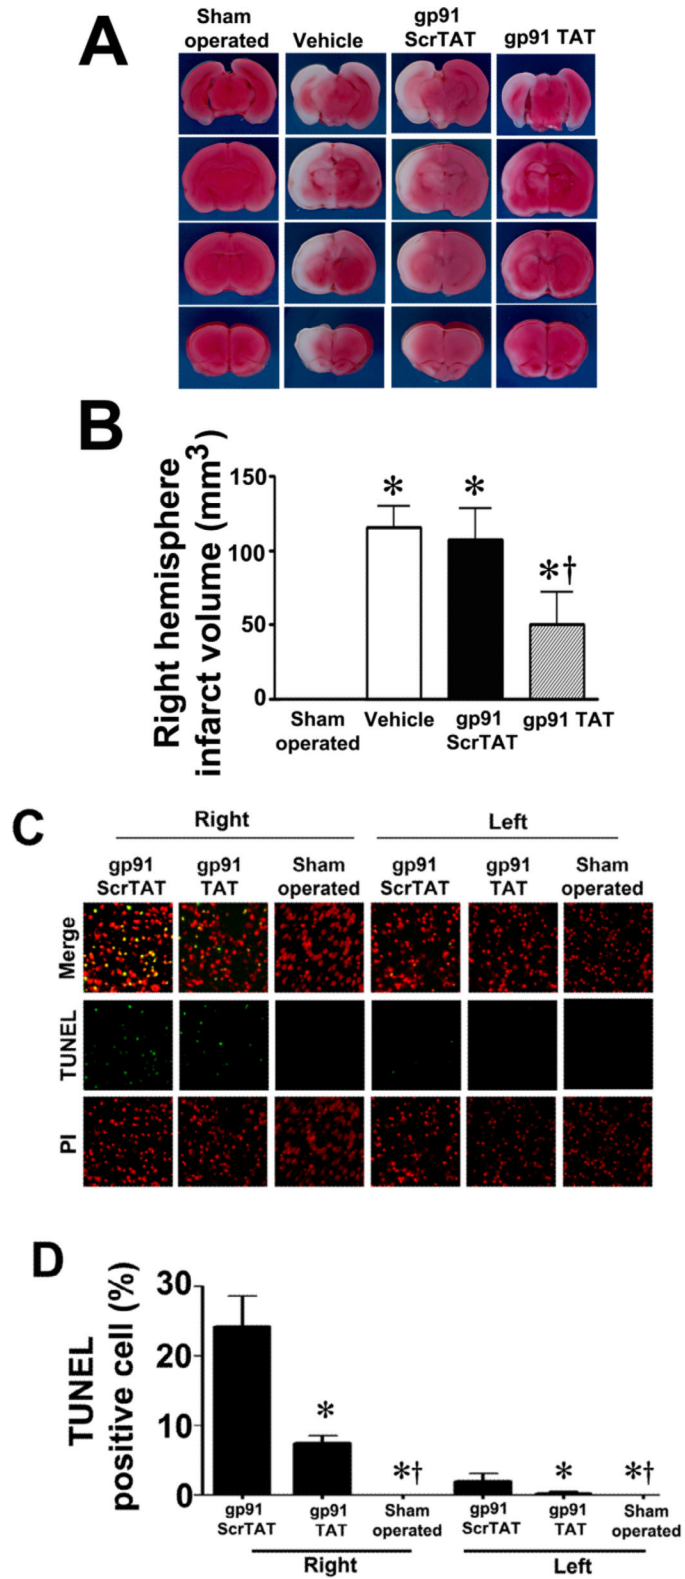 A
Sham
operated
Vehicle
gp91
ScrTAT
gp91 TAT
B
Right hemisphere
infarct volume (mm3)
150
100
50
0
*
*
*†
Sham
operated
Vehicle
gp91
ScrTAT
gp91 TAT
C
Right
Left
gp91
ScrTAT
gp91
TAT
Sham
operated
gp91
ScrTAT
gp91
TAT
Sham
operated
Merge
TUNEL
PI
D
TUNEL
positive cell (%)
30
20
10
0
*
*†
*
*†
gp91
ScrTAT
gp91
TAT
Sham
operated
gp91
ScrTAT
gp91
TAT
Sham
operated
Right
Left